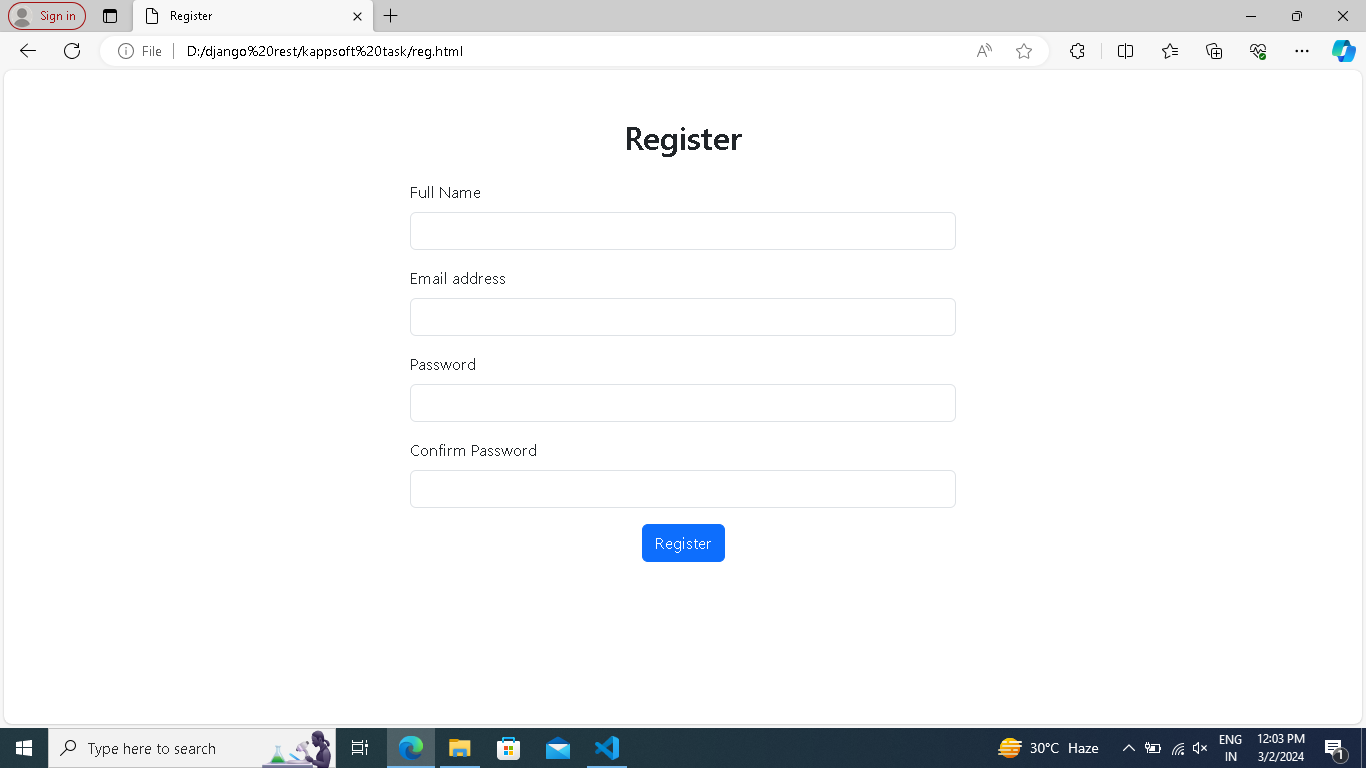 Sign in
Register
File
D:/django%20rest/kappsoft%20task/reg.html
Register
Full Name
Email address
Password
Confirm Password
Register
Type here to search
30°C Haze
ENG
IN
12:03 PM
3/2/2024
1